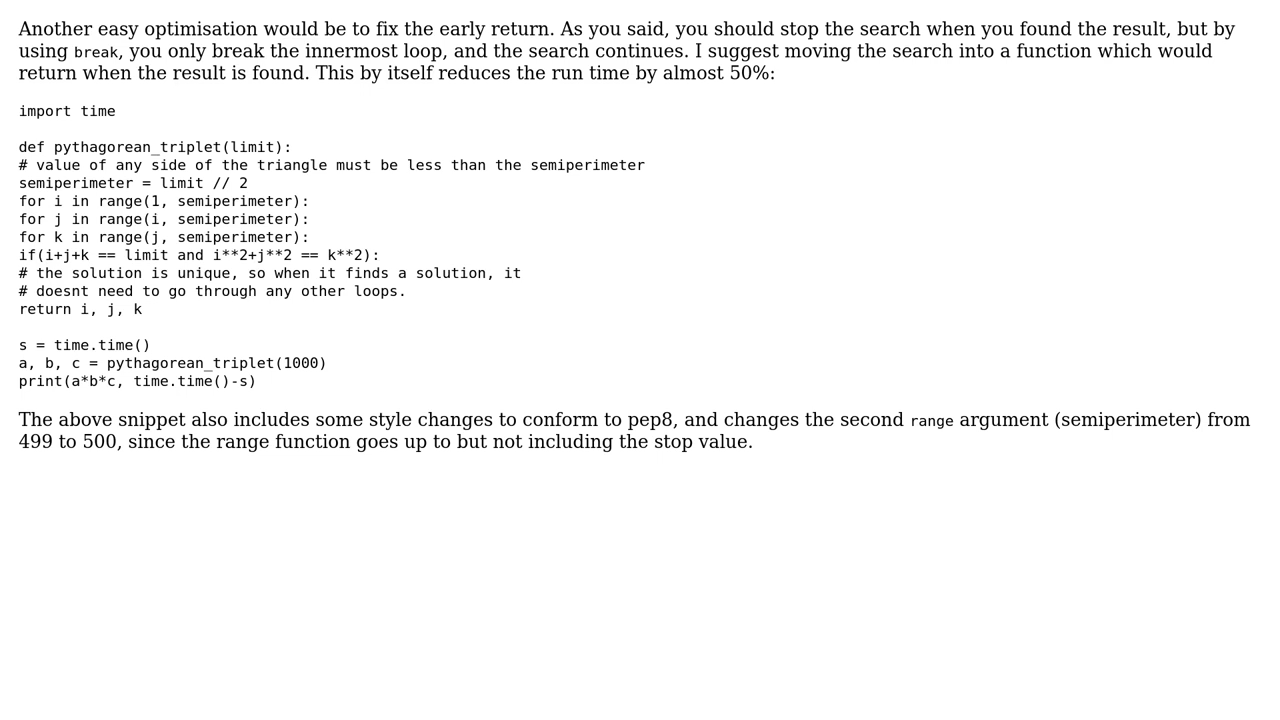 Another easy optimisation would be to fix the early return. As you said, you should stop the search when you found the result, but by
using break, you only break the innermost loop, and the search continues. I suggest moving the search into a function which would
return when the result is found. This by itself reduces the run time by almost 50%:
import time
def pythagorean_triplet(limit):
# value of any side of the triangle must be less than the semiperimeter
semiperimeter = limit // 2
for i in range(1, semiperimeter):
for j in range(i, semiperimeter):
for k in range(j, semiperimeter):
if(i+j+k == limit and i**2+j**2 == k**2):
# the solution is unique, so when it finds a solution, it
# doesnt need to go through any other loops.
return i, j, k
s = time.time()
a, b, c = pythagorean_triplet(1000)
print(a*b*c, time.time()-s)
The above snippet also includes some style changes to conform to pep8, and changes the second range argument (semiperimeter) from
499 to 500, since the range function goes up to but not including the stop value.